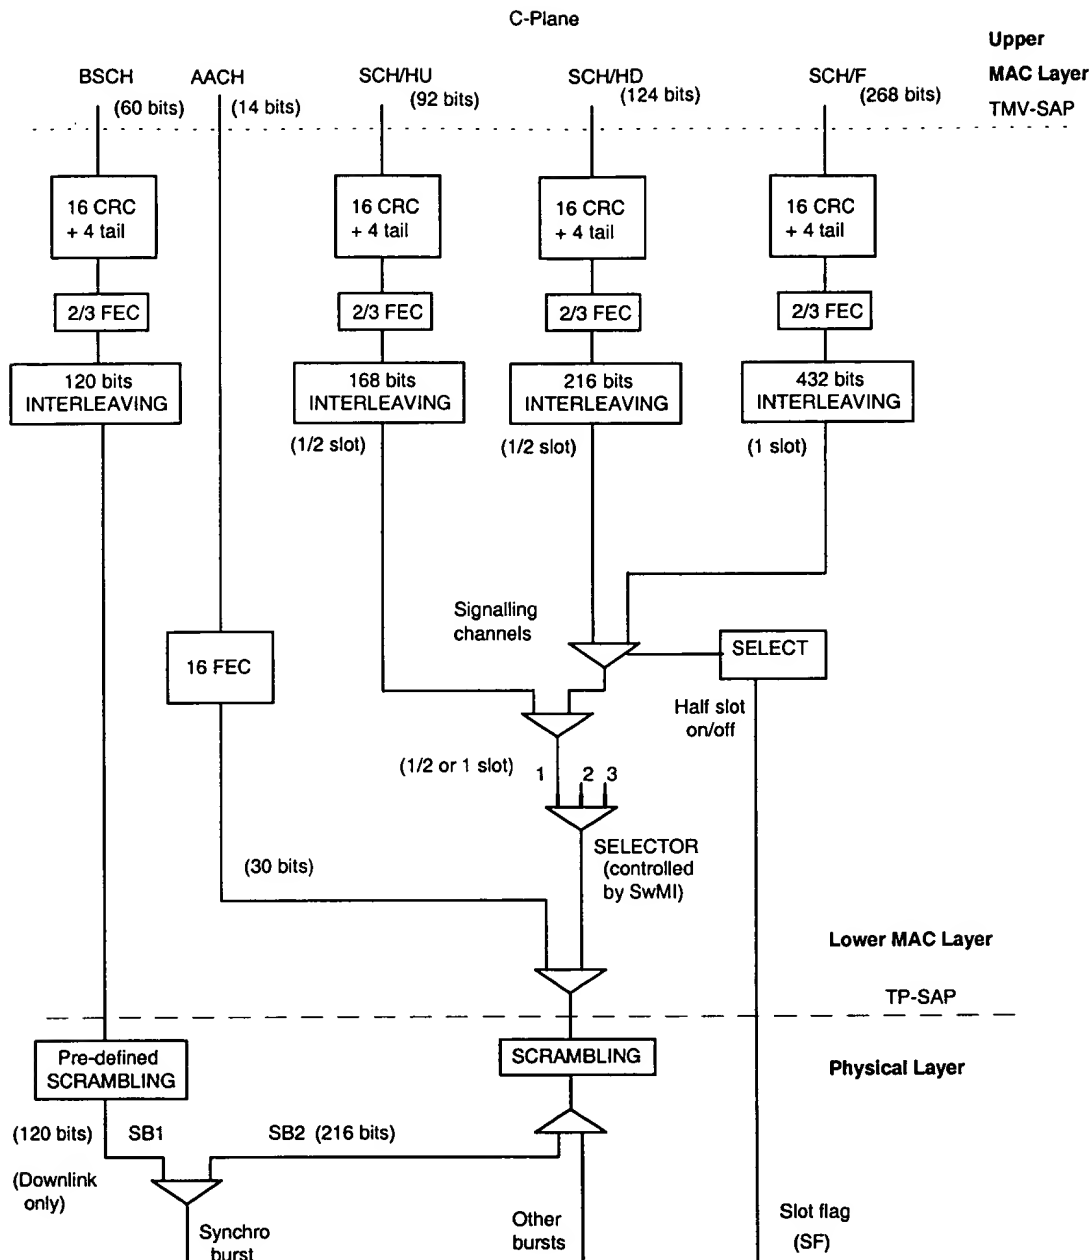 C-Plane
Upper
MAC Layer
TMV-SAP
BSCH
(60 bits)
AACH
(14 bits)
SCH/HU
(92 bits)
SCH/HD
(124 bits)
SCH/F
(268 bits)
16 CRC
+ 4 tail
16 CRC
+ 4 tail
16 CRC
+ 4 tail
16 CRC
+ 4 tail
2/3 FEC
2/3 FEC
2/3 FEC
2/3 FEC
120 bits
INTERLEAVING
168 bits
INTERLEAVING
216 bits
INTERLEAVING
432 bits
INTERLEAVING
(1/2 slot)
(1/2 slot)
(1 slot)
Signalling
channels
16 FEC
SELECT
Half slot
on/off
(1/2 or 1 slot)
1 2 3
SELECTOR
(controlled
by SwMI)
(30 bits)
Lower MAC Layer
TP-SAP
Pre-defined
SCRAMBLING
SCRAMBLING
Physical Layer
(120 bits) SB1
SB2 (216 bits)
(Downlink
only)
Synchro
burst
Other
bursts
Slot flag
(SF)